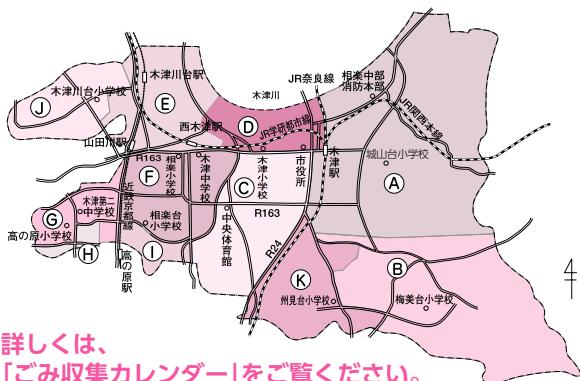 木津川台駅
木津川
JR奈良線
相楽中部
消防本部
木津川台小学校
J
E
西木津駅
D
JR学研都市線
JR関西本線
山田川駅
R163
相楽小学校
木津中学校
木津小学校
市役所
木津駅
城山台小学校
A
F
C
近鉄京都線
木津第二
中学校
G
高の原小学校
相楽台
小学校
R163
中央体育館
H
I
高の原駅
R24
K
B
州見台小学校
梅美台小学校
詳しくは、
「ごみ収集カレンダー」をご覧ください。